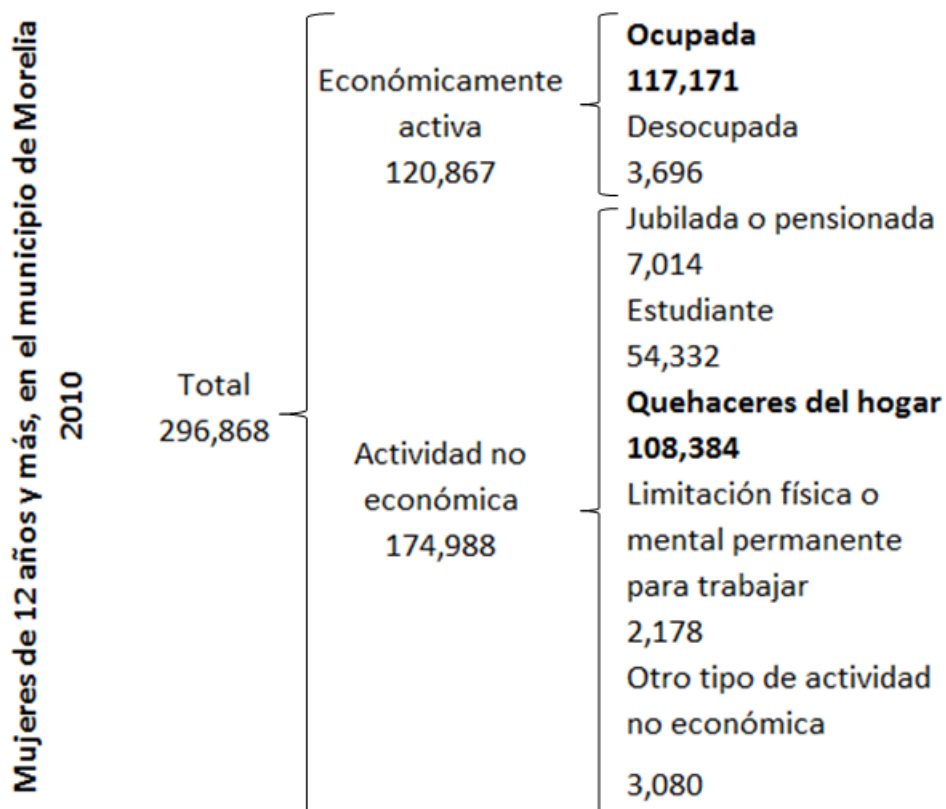 Mujeres de 12 años y más, en el municipio de Morelia
2010
Total
296,868
Económicamente
activa
120,867
Ocupada
117,171
Desocupada
3,696
Actividad no
económica
174,988
Jubilada o pensionada
7,014
Estudiante
54,332
Quehaceres del hogar
108,384
Limitación física o
mental permanente
para trabajar
2,178
Otro tipo de actividad
no económica
3,080